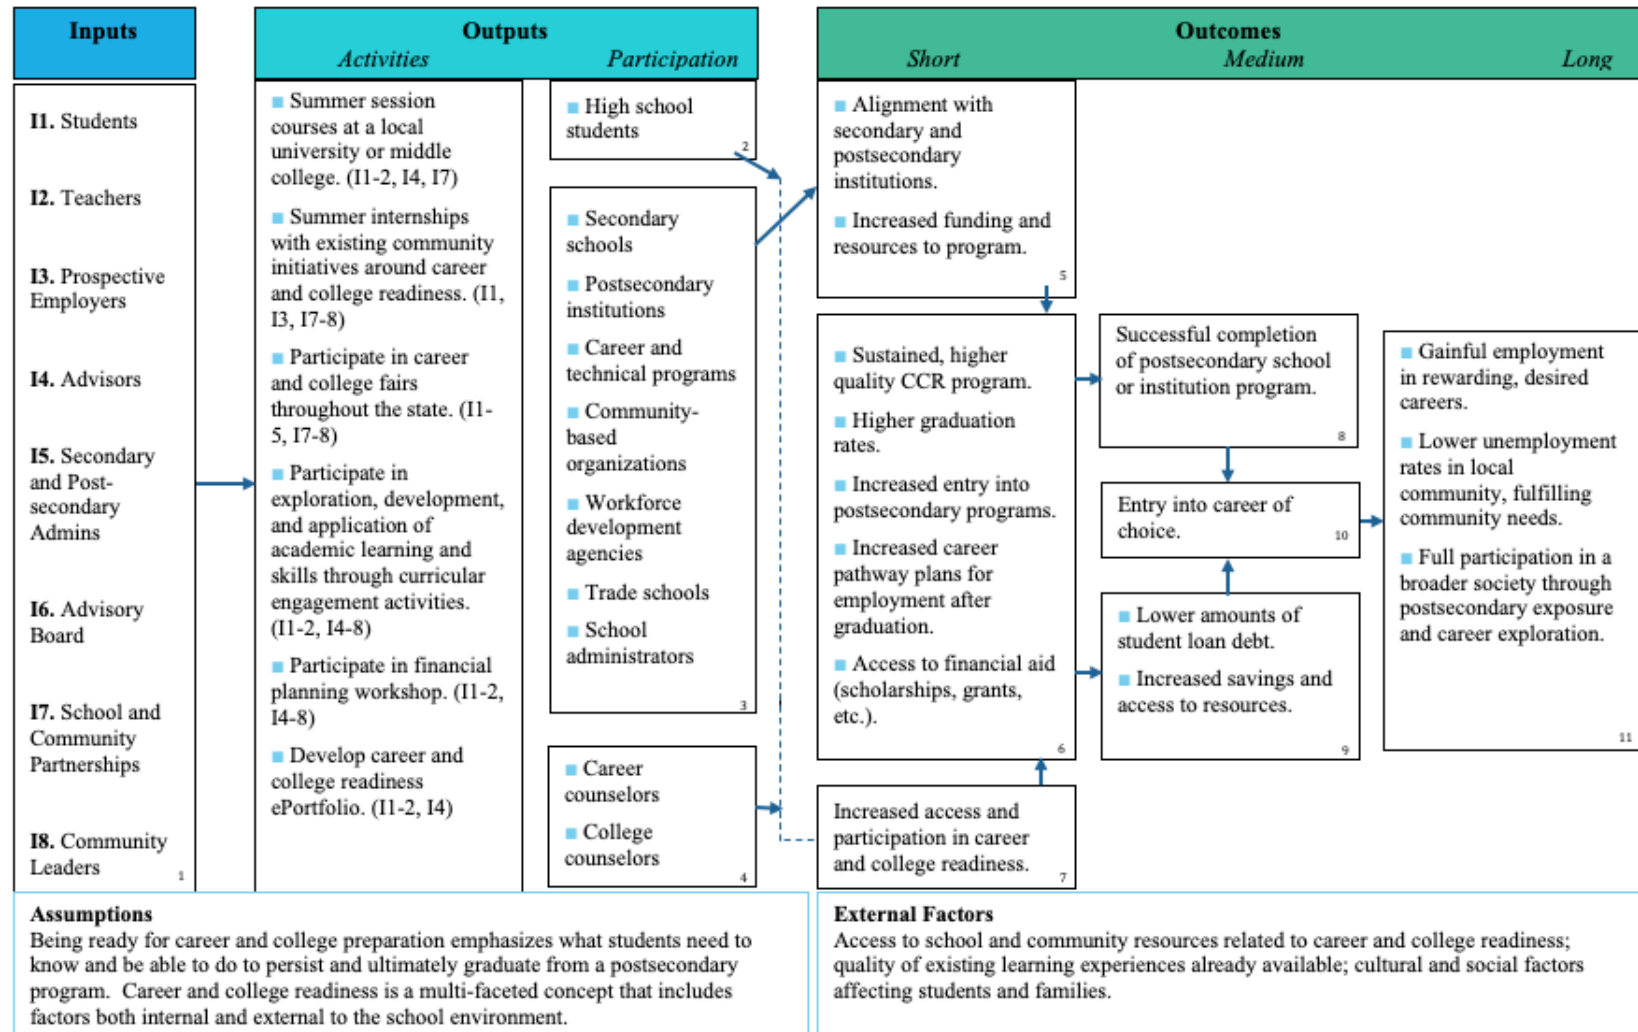 Inputs
Outputs
Activities
Participation
Outcomes
Short
Medium
Long
I1. Students
I2. Teachers
I3. Prospective
Employers
I4. Advisors
I5. Secondary
and Post-
secondary
Admins
I6. Advisory
Board
I7. School and
Community
Partnerships
I8. Community
Leaders
1
Summer session
courses at a local
university or middle
college. (I1-2, I4, I7)
Summer internships
with existing community
initiatives around career
and college readiness. (I1,
I3, I7-8)
Participate in career
and college fairs
throughout the state. (I1-
5, I7-8)
Participate in
exploration, development,
and application of
academic learning and
skills through curricular
engagement activities.
(I1-2, I4-8)
Participate in financial
planning workshop. (I1-2,
I4-8)
Develop career and
college readiness
ePortfolio. (I1-2, I4)
High school
students
2
Secondary
schools
Postsecondary
institutions
Career and
technical programs
Community-
based
organizations
Workforce
development
agencies
Trade schools
School
administrators
3
Career
counselors
College
counselors
4
Alignment with
secondary and
postsecondary
institutions.
Increased funding and
resources to program.
5
Sustained, higher
quality CCR program.
Higher graduation
rates.
Increased entry into
postsecondary programs.
Increased career
pathway plans for
employment after
graduation.
Access to financial aid
(scholarships, grants,
etc.).
6
Increased access and
participation in career
and college readiness.
7
Successful completion
of postsecondary school
or institution program.
8
Entry into career of
choice.
10
Lower amounts of
student loan debt.
Increased savings and
access to resources.
9
Gainful employment
in rewarding, desired
careers.
Lower unemployment
rates in local
community, fulfilling
community needs.
Full participation in a
broader society through
postsecondary exposure
and career exploration.
11
Assumptions
Being ready for career and college preparation emphasizes what students need to
know and be able to do to persist and ultimately graduate from a postsecondary
program. Career and college readiness is a multi-faceted concept that includes
factors both internal and external to the school environment.
External Factors
Access to school and community resources related to career and college readiness;
quality of existing learning experiences already available; cultural and social factors
affecting students and families.